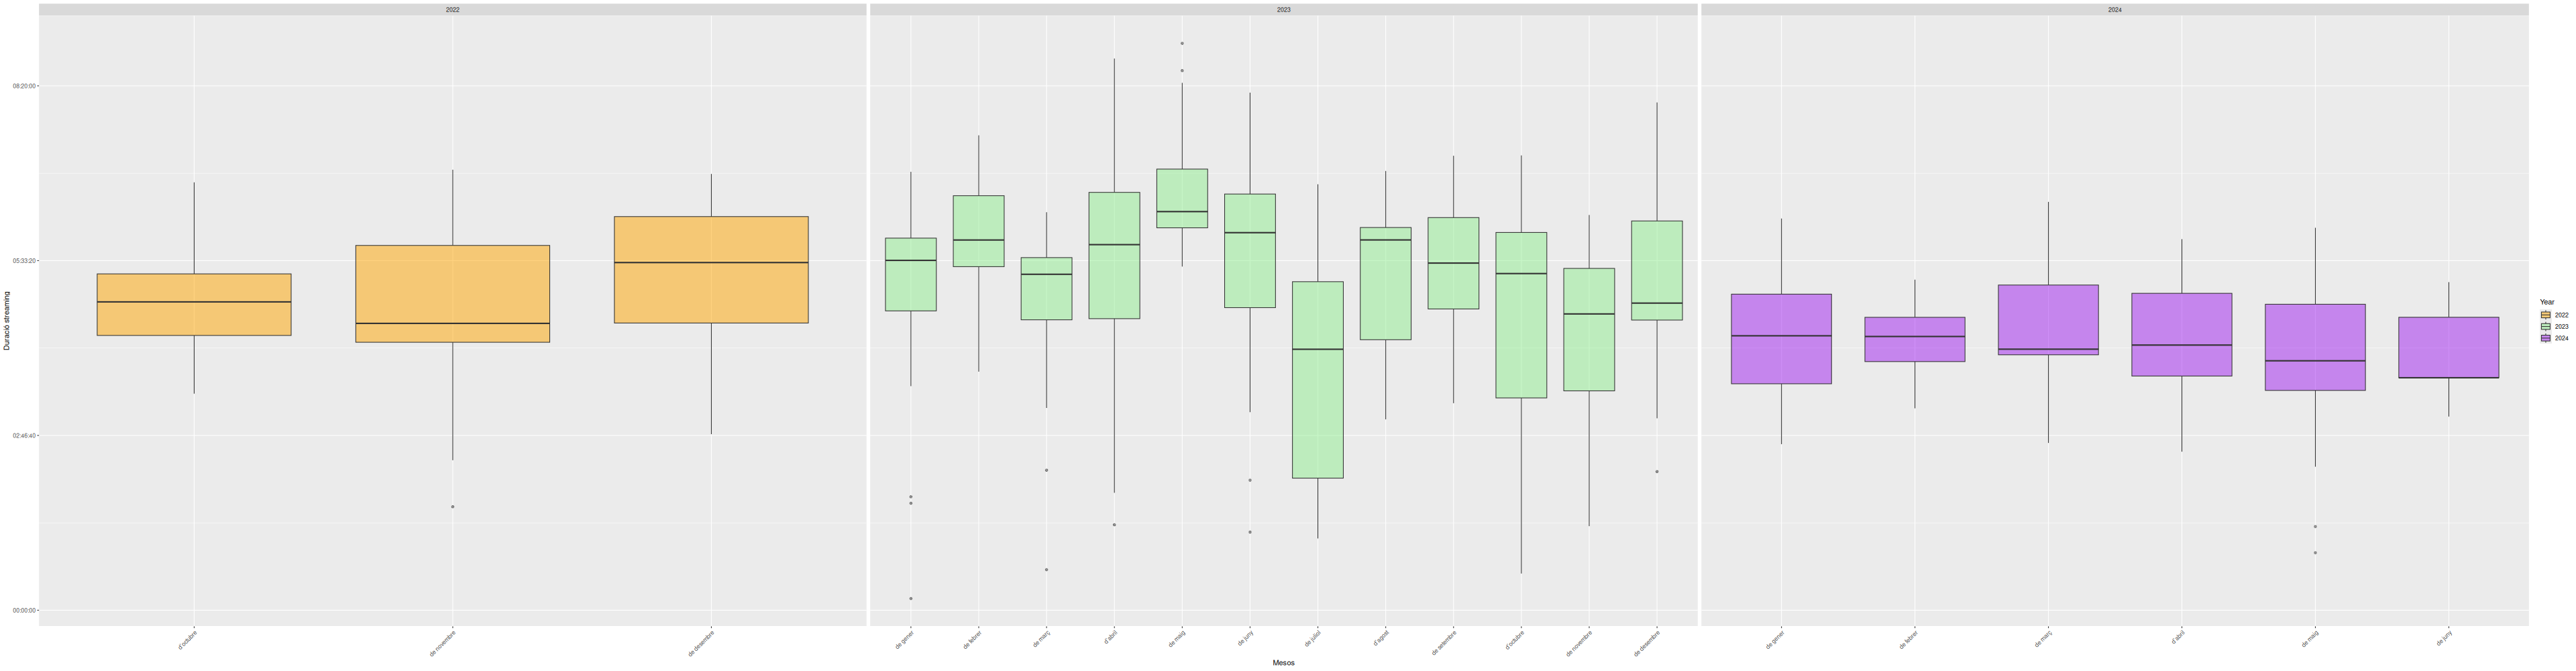 2022
2023
2024
Duració streaming
08:20:00
05:33:20
02:46:40
00:00:00
d'octubre
de novembre
de desembre
de gener
de febrer
de març
d'abril
de maig
de juny
de juliol
d'agost
de setembre
d'octubre
de novembre
de desembre
de gener
de febrer
de març
d'abril
de maig
de juny
Mesos
Year
2022
2023
2024